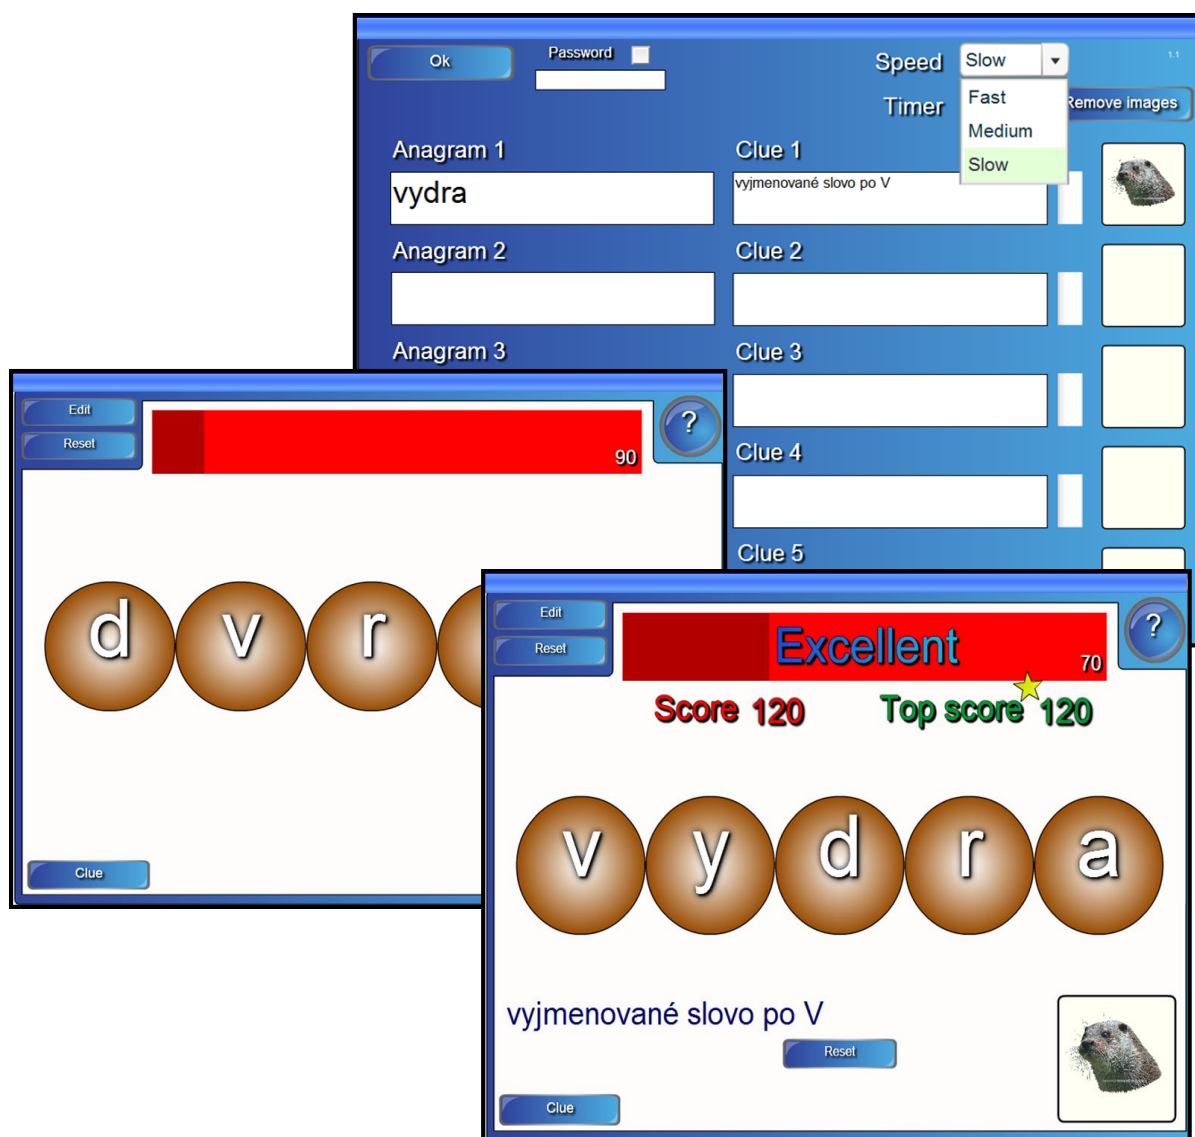 Ok
Password
Speed
Slow
1.1
Timer
Fast
Medium
Slow
Remove images
Anagram 1
Clue 1
vydra
vyjmenované slovo po V
Anagram 2
Clue 2
Anagram 3
Clue 3
Clue 4
Clue 5
Edit
Reset
90
?
d v r
Clue
Edit
Reset
Excellent
70
?
Score 120
Top score 120
v y d r a
vyjmenované slovo po V
Reset
Clue